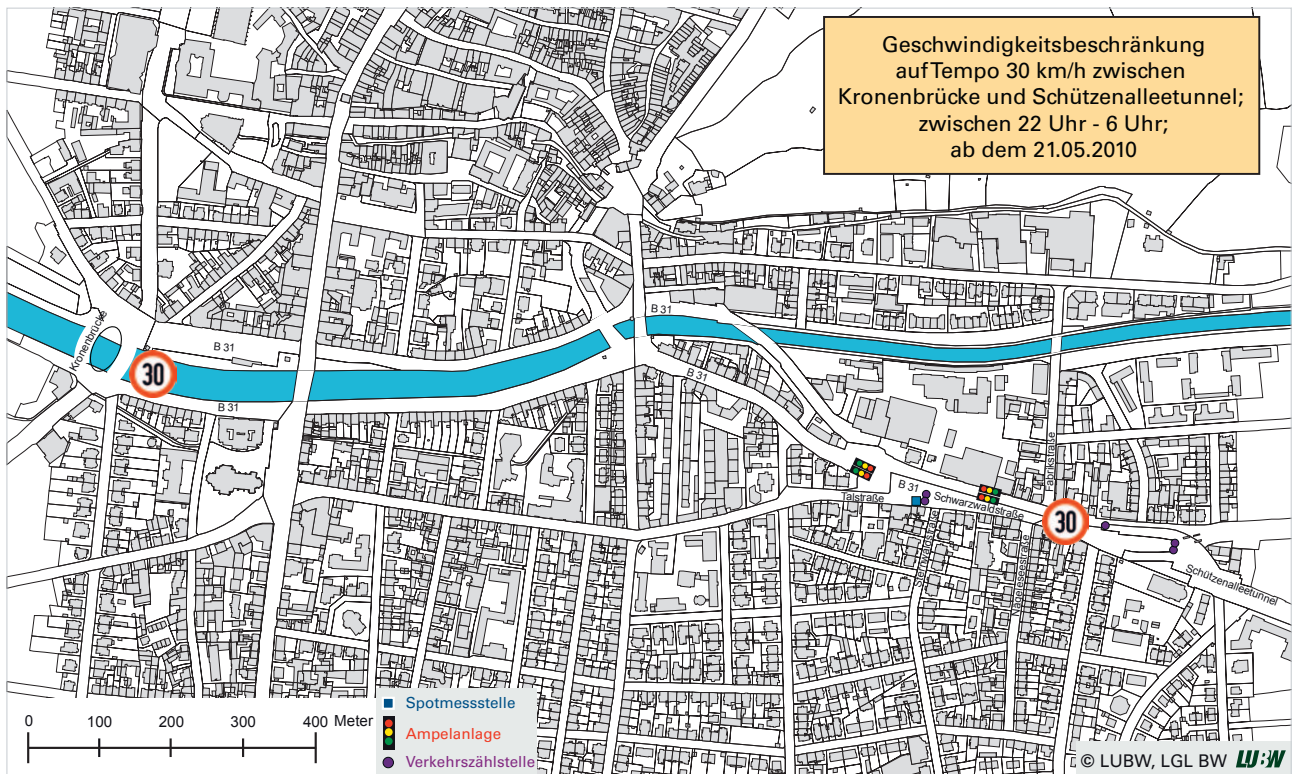 Geschwindigkeitsbeschränkung
auf Tempo 30 km/h zwischen
Kronenbrücke und Schützenalleetunnel;
zwischen 22 Uhr - 6 Uhr;
ab dem 21.05.2010
B 31
Kronenbrücke
B 31
30
B 31
B 31
B 31
Talstraße
Schwarzwaldstraße
Fabrikstraße
30
Nägeleseestraße
Schützenalleetunnel
0 100 200 300 400 Meter
Spotmessstelle
Ampelanlage
Verkehrszählstelle
© LUBW, LGL BW LUBW